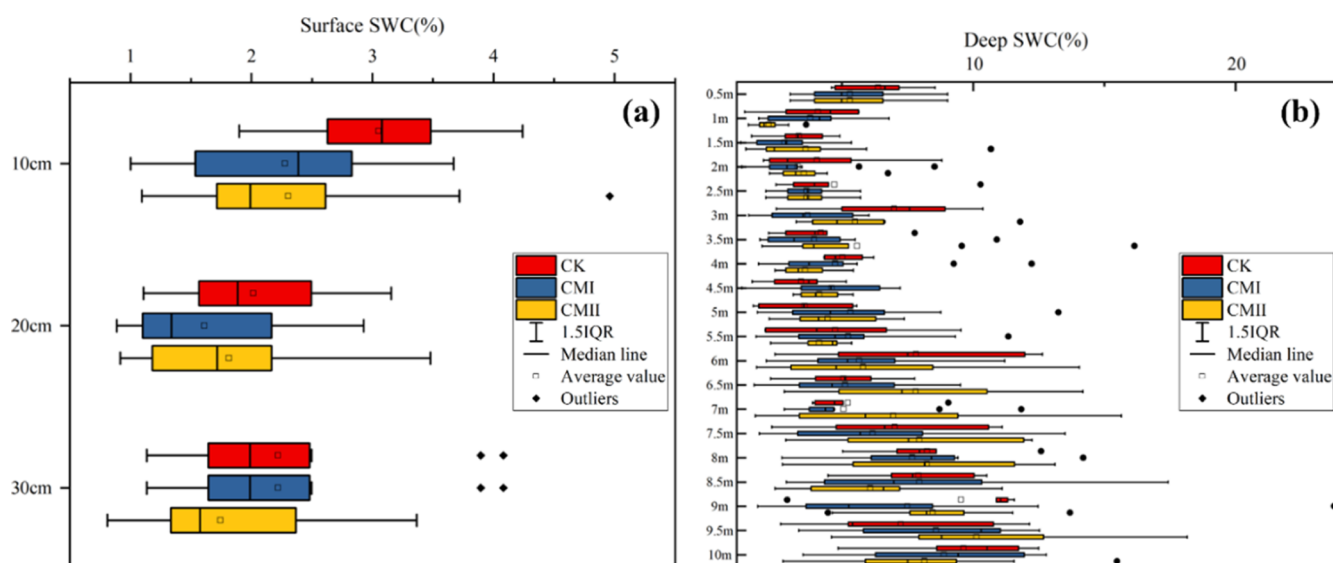 Surface SWC(%)
1 2 3 4 5
(a)
10cm
20cm
30cm
CK
CMI
CMII
1.5IQR
Median line
Average value
Outliers
Deep SWC(%)
10 20
(b)
0.5m
1m
1.5m
2m
2.5m
3m
3.5m
4m
4.5m
5m
5.5m
6m
6.5m
7m
7.5m
8m
8.5m
9m
9.5m
10m
CK
CMI
CMII
1.5IQR
Median line
Average value
Outliers